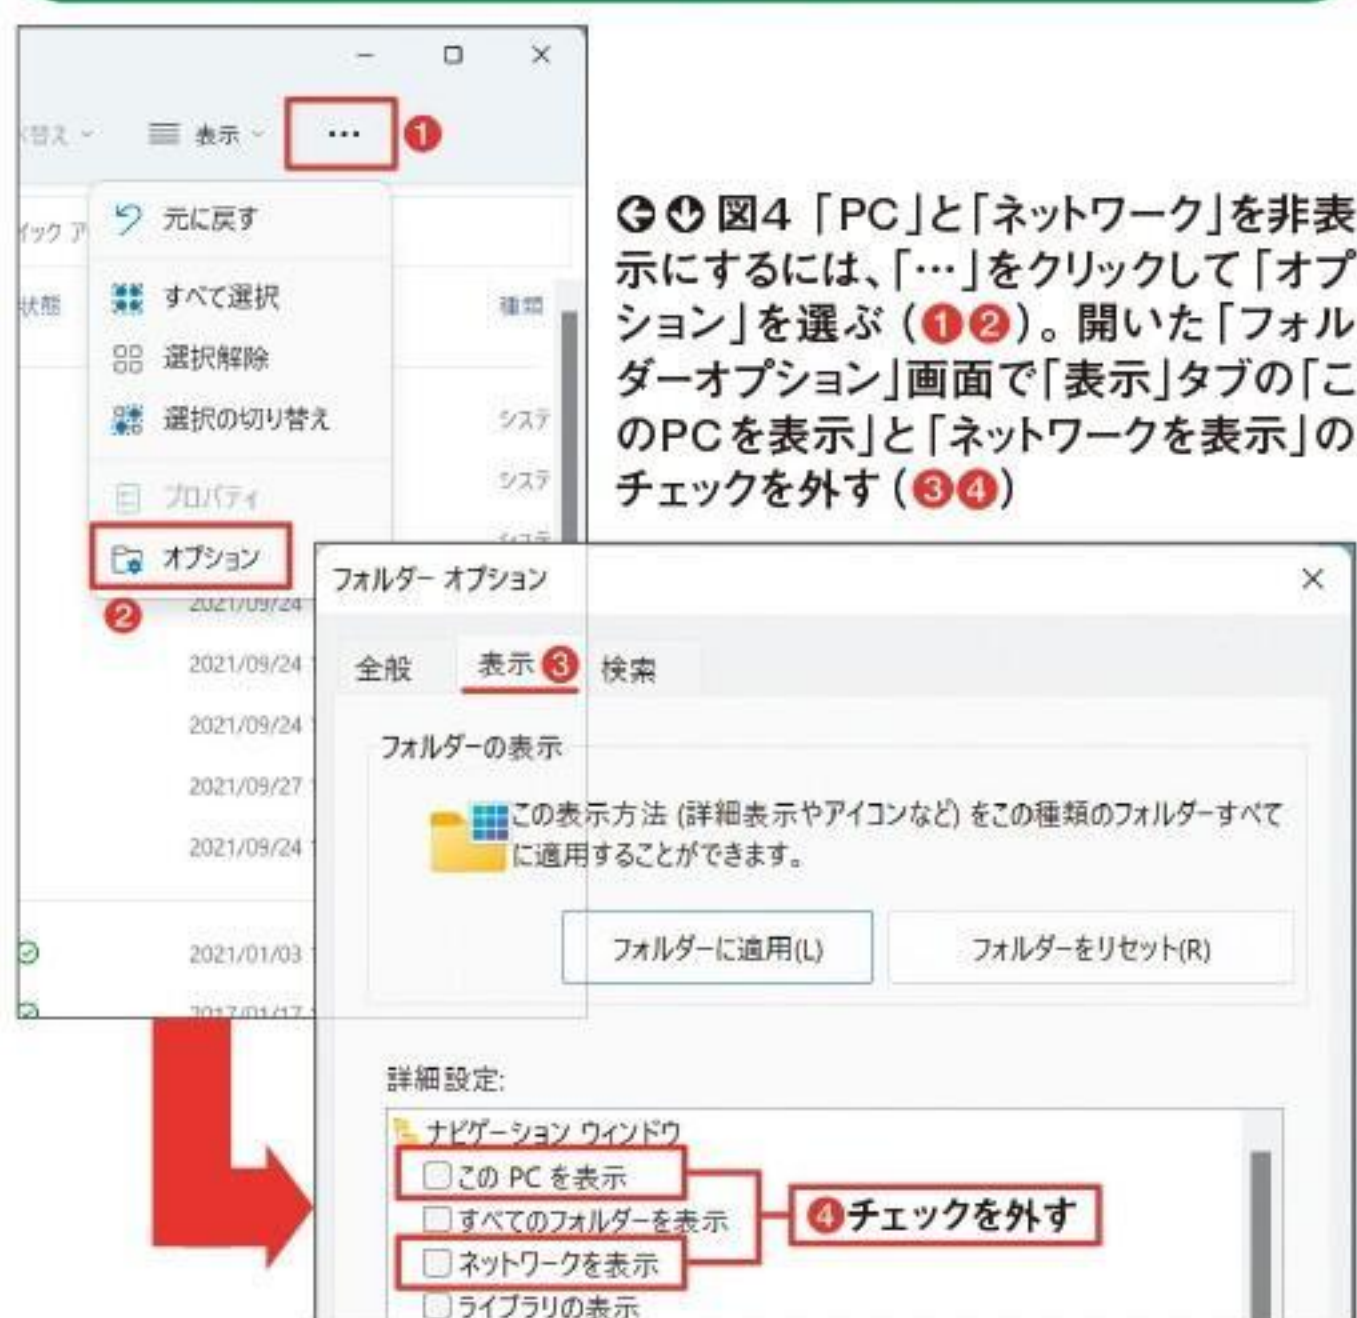 替え
表示
…
❶
元に戻す
すべて選択
選択解除
選択の切り替え
プロパティ
オプション
❷
状態
種類
システ
システ
2021/09/24
2021/09/24
2021/09/24
2021/09/27
2021/09/24
2021/01/03
2017/01/17
図4「PC」と「ネットワーク」を非表
示にするには、「…」をクリックして「オプ
ション」を選ぶ(❶❷)。開いた「フォル
ダーオプション」画面で「表示」タブの「こ
のPCを表示」と「ネットワークを表示」の
チェックを外す(❸❹)
フォルダー オプション
全般 表示 ❸ 検索
フォルダーの表示
この表示方法 (詳細表示やアイコンなど) をこの種類のフォルダーすべて
に適用することができます。
フォルダーに適用(L) フォルダーをリセット(R)
詳細設定:
ナビゲーション ウィンドウ
この PC を表示
すべてのフォルダーを表示
ネットワークを表示
ライブラリの表示
❹チェックを外す